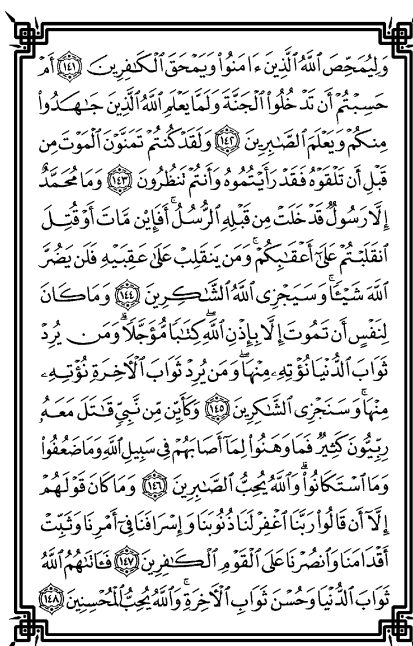 وَلِيُمَحِّصَ ٱللَّهُ ٱلَّذِينَ ءَامَنُوا۟ وَيَمْحَقَ ٱلْكَـٰفِرِينَ ﴿١٤١﴾ أَمْ
حَسِبْتُمْ أَن تَدْخُلُوا۟ ٱلْجَنَّةَ وَلَمَّا يَعْلَمِ ٱللَّهُ ٱلَّذِينَ جَـٰهَدُوا۟
مِنكُمْ وَيَعْلَمَ ٱلصَّـٰبِرِينَ ﴿١٤٢﴾ وَلَقَدْ كُنتُمْ تَمَنَّوْنَ ٱلْمَوْتَ مِن
قَبْلِ أَن تَلْقَوْهُ فَقَدْ رَأَيْتُمُوهُ وَأَنتُمْ تَنظُرُونَ ﴿١٤٣﴾ وَمَا مُحَمَّدٌ
إِلَّا رَسُولٌ قَدْ خَلَتْ مِن قَبْلِهِ ٱلرُّسُلُ ۚ أَفَإِي۟ن مَّاتَ أَوْ قُتِلَ
ٱنقَلَبْتُمْ عَلَىٰٓ أَعْقَـٰبِكُمْ ۚ وَمَن يَنقَلِبْ عَلَىٰ عَقِبَيْهِ فَلَن يَضُرَّ
ٱللَّهَ شَيْـًٔا ۗ وَسَيَجْزِى ٱللَّهُ ٱلشَّـٰكِرِينَ ﴿١٤٤﴾ وَمَا كَانَ
لِنَفْسٍ أَن تَمُوتَ إِلَّا بِإِذْنِ ٱللَّهِ كِتَـٰبًا مُّؤَجَّلًا ۗ وَمَن يُرِدْ
ثَوَابَ ٱلدُّنْيَا نُؤْتِهِۦ مِنْهَا وَمَن يُرِدْ ثَوَابَ ٱلْـَٔاخِرَةِ نُؤْتِهِۦ
مِنْهَا ۚ وَسَنَجْزِى ٱلشَّـٰكِرِينَ ﴿١٤٥﴾ وَكَأَيِّن مِّن نَّبِىٍّ قَـٰتَلَ مَعَهُۥ
رِبِّيُّونَ كَثِيرٌ فَمَا وَهَنُوا۟ لِمَآ أَصَابَهُمْ فِى سَبِيلِ ٱللَّهِ وَمَا ضَعُفُوا۟
وَمَا ٱسْتَكَانُوا۟ ۗ وَٱللَّهُ يُحِبُّ ٱلصَّـٰبِرِينَ ﴿١٤٦﴾ وَمَا كَانَ قَوْلَهُمْ
إِلَّآ أَن قَالُوا۟ رَبَّنَا ٱغْفِرْ لَنَا ذُنُوبَنَا وَإِسْرَافَنَا فِىٓ أَمْرِنَا وَثَبِّتْ
أَقْدَامَنَا وَٱنصُرْنَا عَلَى ٱلْقَوْمِ ٱلْكَـٰفِرِينَ ﴿١٤٧﴾ فَـَٔاتَىٰهُمُ ٱللَّهُ
ثَوَابَ ٱلدُّنْيَا وَحُسْنَ ثَوَابِ ٱلْـَٔاخِرَةِ ۗ وَٱللَّهُ يُحِبُّ ٱلْمُحْسِنِينَ ﴿١٤٨﴾